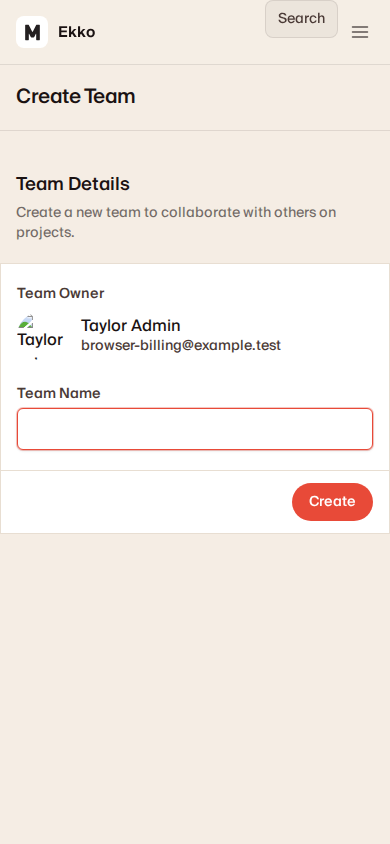 M Ekko
Search
Create Team
Team Details
Create a new team to collaborate with others on
projects.
Team Owner
Taylor
Taylor Admin
browser-billing@example.test
Team Name
Create